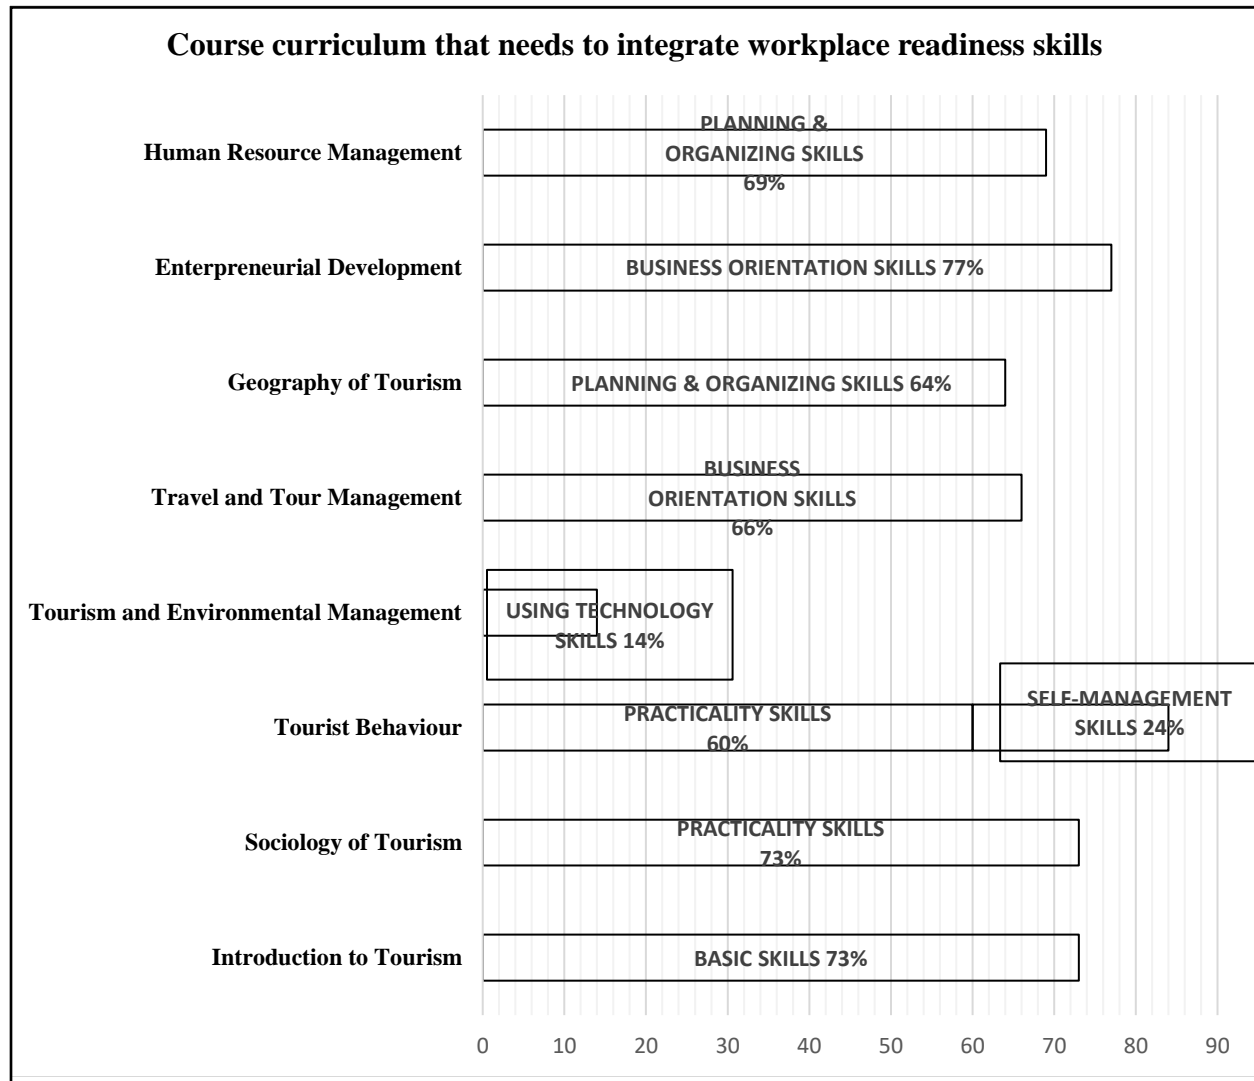 Course curriculum that needs to integrate workplace readiness skills
Human Resource Management
PLANNING &
ORGANIZING SKILLS
69%
Enterpreneurial Development
BUSINESS ORIENTATION SKILLS 77%
Geography of Tourism
PLANNING & ORGANIZING SKILLS 64%
Travel and Tour Management
BUSINESS
ORIENTATION SKILLS
66%
Tourism and Environmental Management
USING TECHNOLOGY
SKILLS 14%
Tourist Behaviour
PRACTICALITY SKILLS
60%
SELF-MANAGEMENT
SKILLS 24%
Sociology of Tourism
PRACTICALITY SKILLS
73%
Introduction to Tourism
BASIC SKILLS 73%
0 10 20 30 40 50 60 70 80 90